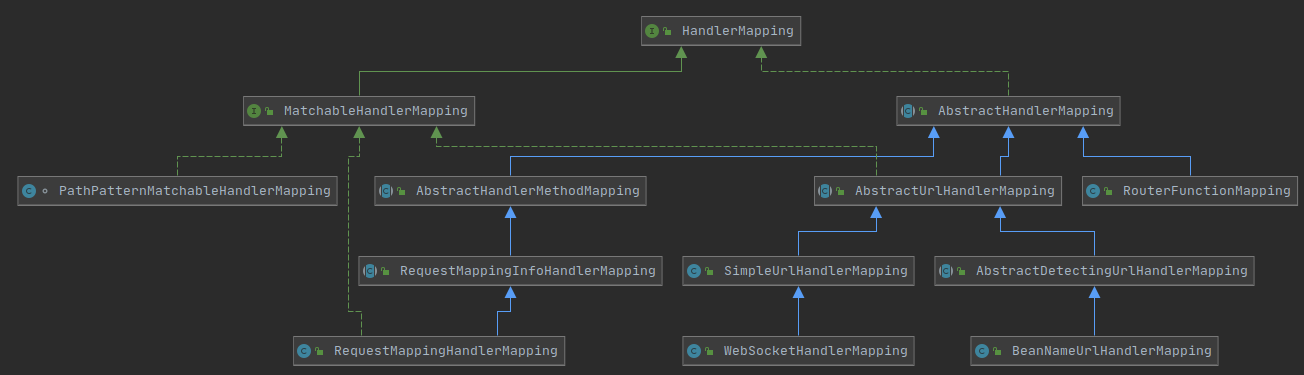 HandlerMapping
MatchableHandlerMapping
AbstractHandlerMapping
PathPatternMatchableHandlerMapping
AbstractHandlerMethodMapping
AbstractUrlHandlerMapping
RouterFunctionMapping
RequestMappingInfoHandlerMapping
SimpleUrlHandlerMapping
AbstractDetectingUrlHandlerMapping
RequestMappingHandlerMapping
WebSocketHandlerMapping
BeanNameUrlHandlerMapping